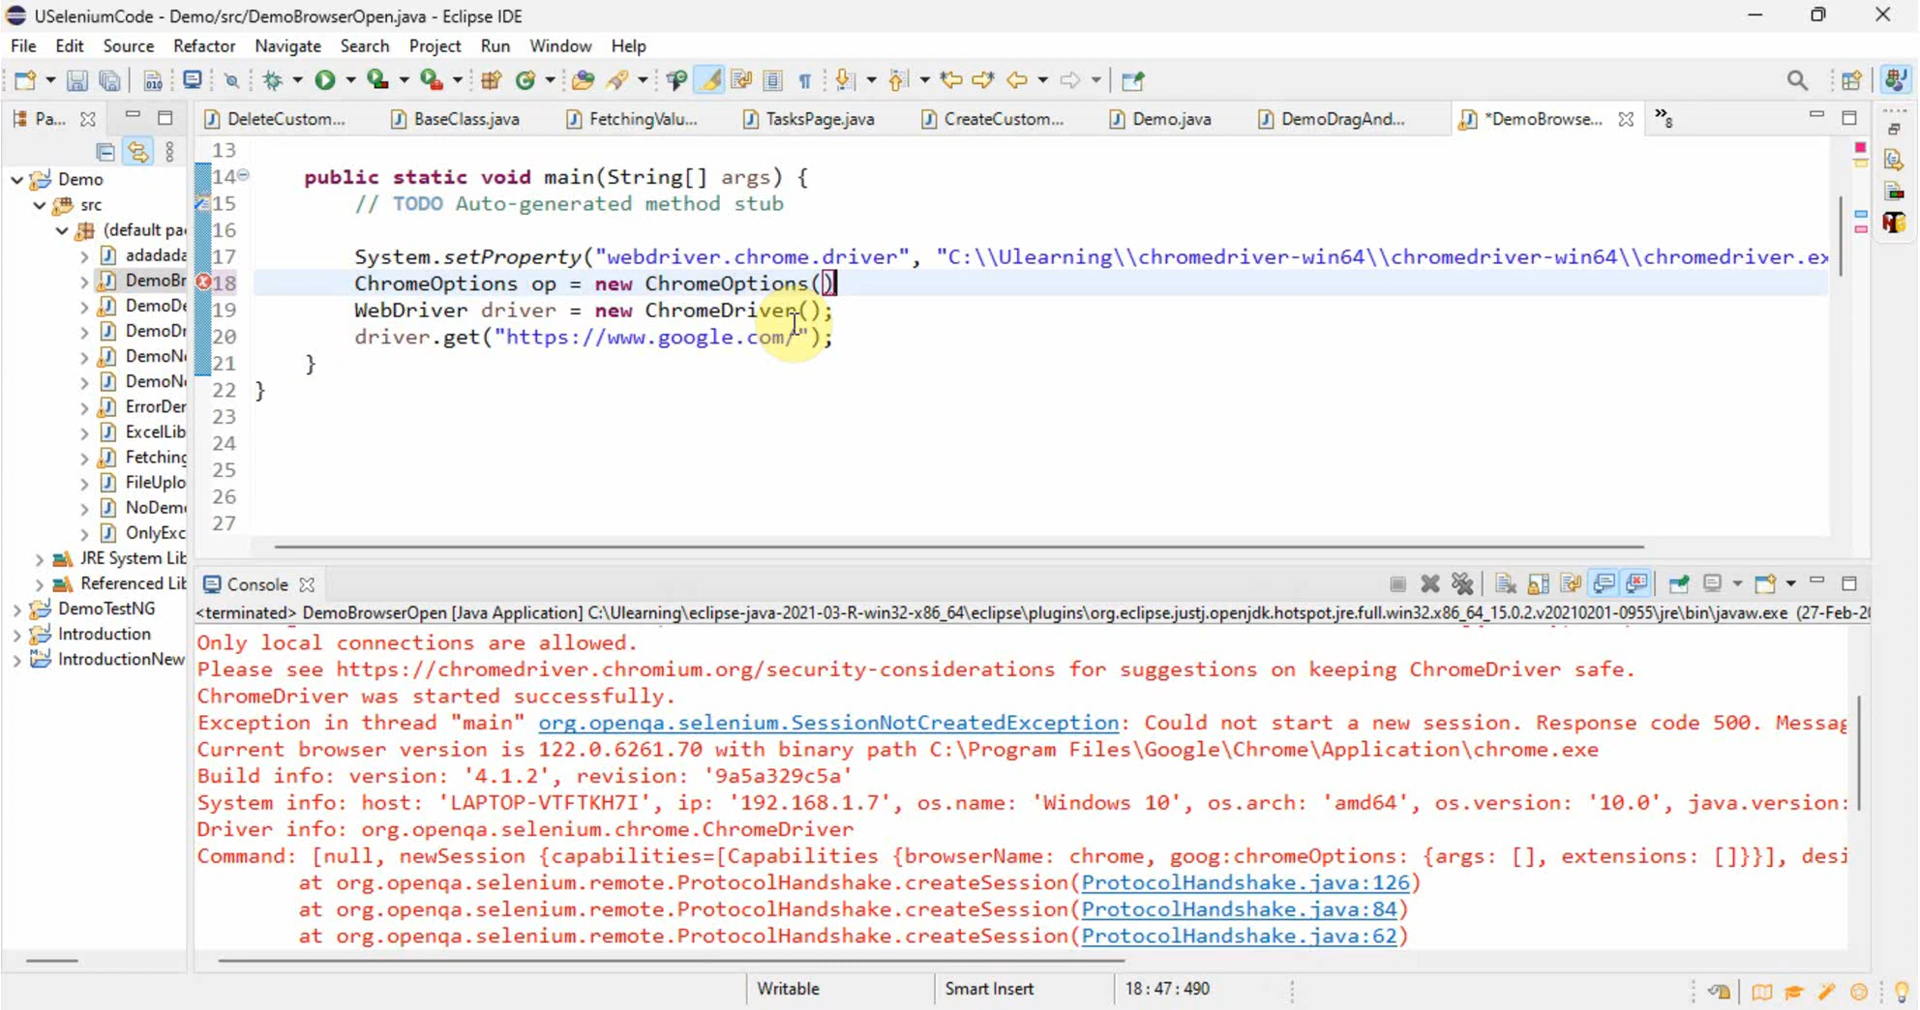 USeleniumCode - Demo/src/DemoBrowserOpen.java - Eclipse IDE
File Edit Source Refactor Navigate Search Project Run Window Help
Pa...
DeleteCustom... BaseClass.java FetchingValu... TasksPage.java CreateCustom... Demo.java DemoDragAnd... *DemoBrowse... »8
Demo
src
(default pa
adadada
DemoBr
DemoDe
DemoDr
DemoN
DemoN
ErrorDer
ExcelLib
Fetching
FileUplo
NoDem
OnlyExc
JRE System Lib
Referenced Lib
DemoTestNG
Introduction
IntroductionNew
13
14 public static void main(String[] args) {
15 // TODO Auto-generated method stub
16
17 System.setProperty("webdriver.chrome.driver", "C:\\Ulearning\\chromedriver-win64\\chromedriver-win64\\chromedriver.ex
18 ChromeOptions op = new ChromeOptions()
19 WebDriver driver = new ChromeDriver();
20 driver.get("https://www.google.com/");
21 }
22 }
23
24
25
26
27
Console
<terminated> DemoBrowserOpen [Java Application] C:\Ulearning\eclipse-java-2021-03-R-win32-x86_64\eclipse\plugins\org.eclipse.justj.openjdk.hotspot.jre.full.win32.x86_64_15.0.2.v20210201-0955\jre\bin\javaw.exe (27-Feb-20
Only local connections are allowed.
Please see https://chromedriver.chromium.org/security-considerations for suggestions on keeping ChromeDriver safe.
ChromeDriver was started successfully.
Exception in thread "main" org.openqa.selenium.SessionNotCreatedException: Could not start a new session. Response code 500. Messag
Current browser version is 122.0.6261.70 with binary path C:\Program Files\Google\Chrome\Application\chrome.exe
Build info: version: '4.1.2', revision: '9a5a329c5a'
System info: host: 'LAPTOP-VTFTKH7I', ip: '192.168.1.7', os.name: 'Windows 10', os.arch: 'amd64', os.version: '10.0', java.version:
Driver info: org.openqa.selenium.chrome.ChromeDriver
Command: [null, newSession {capabilities=[Capabilities {browserName: chrome, goog:chromeOptions: {args: [], extensions: []}}], desi
at org.openqa.selenium.remote.ProtocolHandshake.createSession(ProtocolHandshake.java:126)
at org.openqa.selenium.remote.ProtocolHandshake.createSession(ProtocolHandshake.java:84)
at org.openqa.selenium.remote.ProtocolHandshake.createSession(ProtocolHandshake.java:62)
Writable Smart Insert 18 : 47 : 490